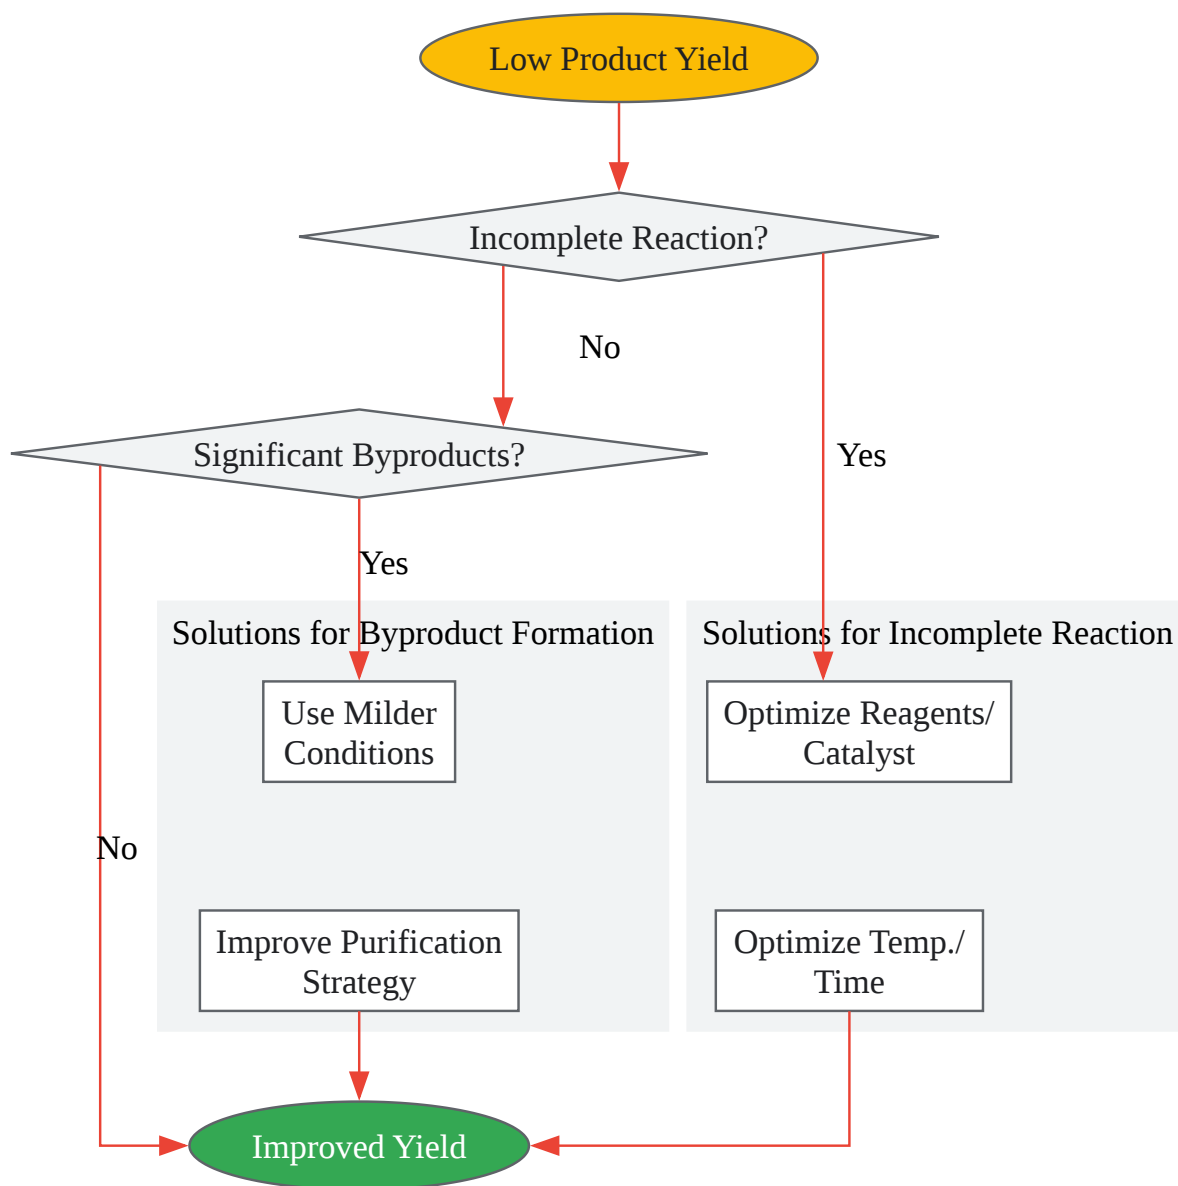 Low Product Yield
Incomplete Reaction?
No
Significant Byproducts?
Yes
Yes
Solutions for Byproduct Formation
Solutions for Incomplete Reaction
Use Milder
Conditions
Optimize Reagents/
Catalyst
No
Improve Purification
Strategy
Optimize Temp./
Time
Improved Yield